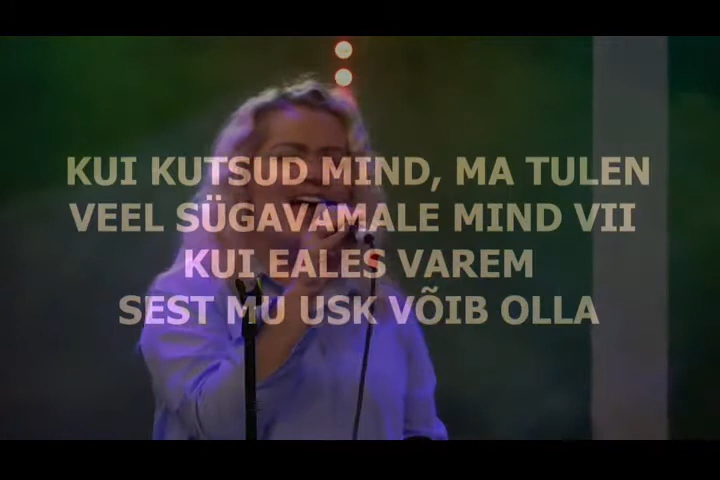 KUI KUTSUD MIND, MA TULEN
VEEL SÜGAVAMALE MIND VII
KUI EALES VAREM
SEST MU USK VÕIB OLLA